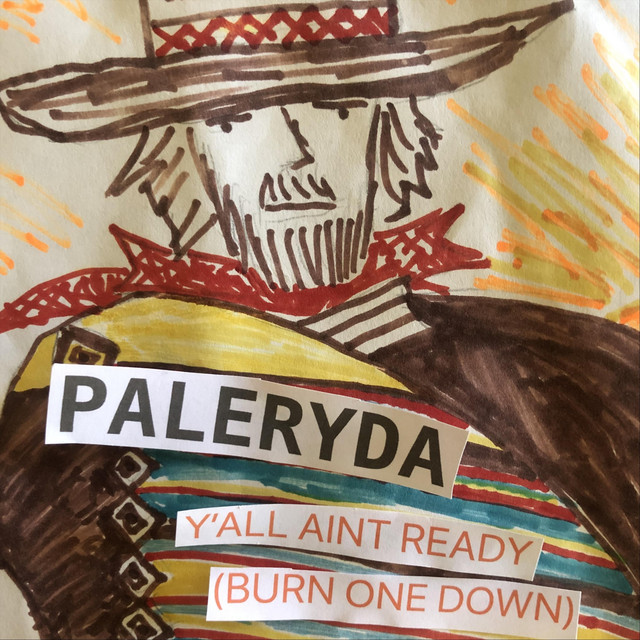 PALERYDA
Y'ALL AINT READY
(BURN ONE DOWN)